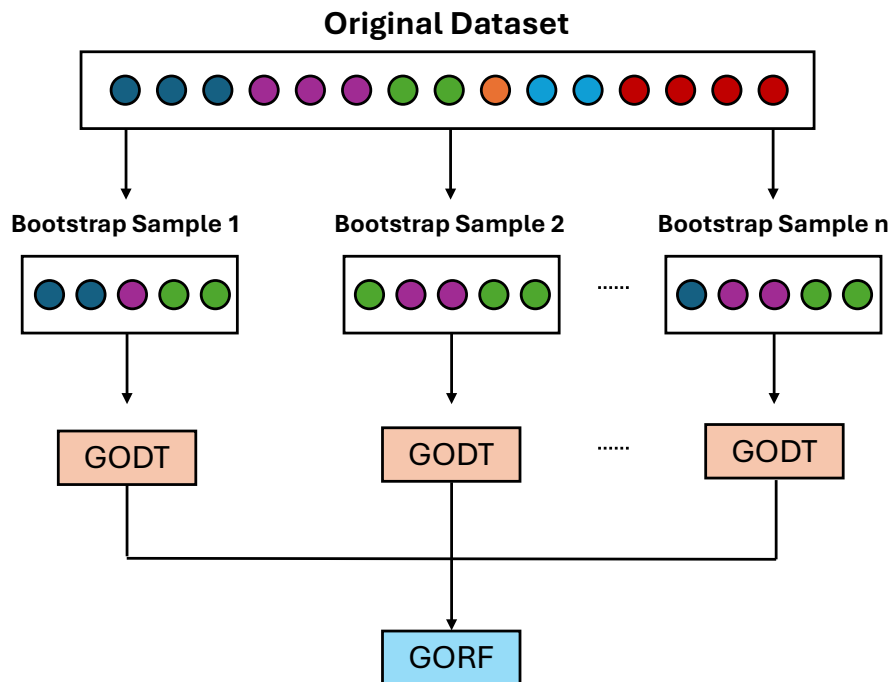 Original Dataset
Bootstrap Sample 1
Bootstrap Sample 2
Bootstrap Sample n
......
GODT
GODT
......
GODT
GORF